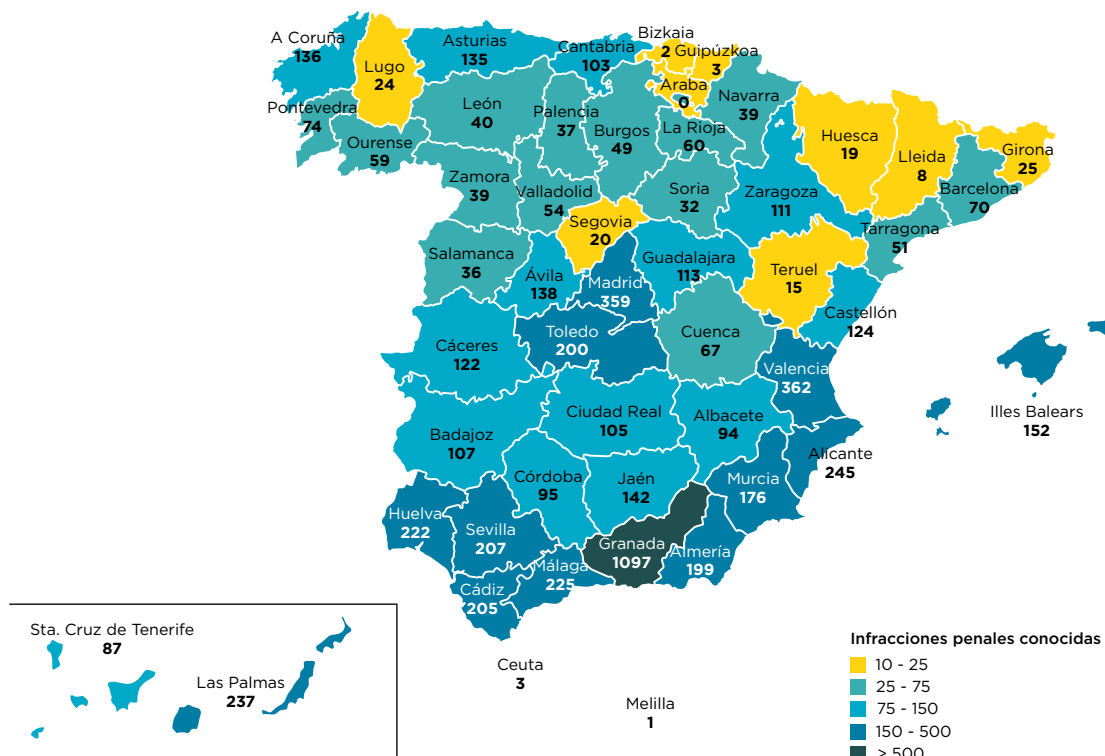 A Coruña
136
Lugo
24
Asturias
135
Cantabria
103
Bizkaia
2
Guipúzkoa
3
Araba
0
Navarra
39
Pontevedra
74
Ourense
59
León
40
Palencia
37
Burgos
49
La Rioja
60
Huesca
19
Lleida
8
Girona
25
Barcelona
70
Tarragona
51
Zamora
39
Valladolid
54
Soria
32
Zaragoza
111
Segovia
20
Salamanca
36
Ávila
138
Madrid
359
Guadalajara
113
Teruel
15
Castellón
124
Toledo
200
Cuenca
67
Cáceres
122
Valencia
362
Illes Balears
152
Ciudad Real
105
Albacete
94
Badajoz
107
Alicante
245
Córdoba
95
Jaén
142
Murcia
176
Huelva
222
Sevilla
207
Granada
1097
Almería
199
Málaga
225
Cádiz
205
Sta. Cruz de Tenerife
87
Las Palmas
237
Ceuta
3
Melilla
1
Infracciones penales conocidas
10 - 25
25 - 75
75 - 150
150 - 500
> 500